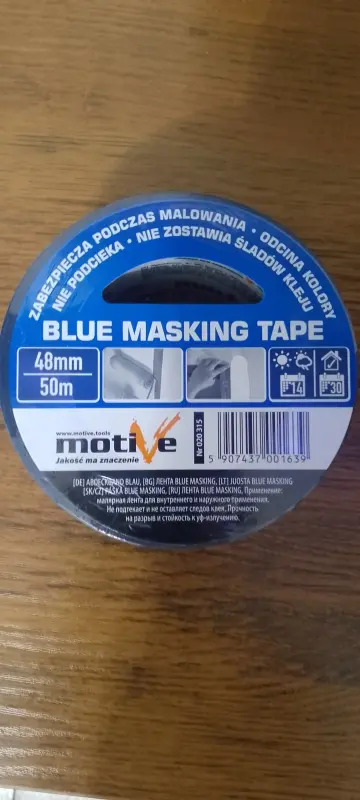 ZABEZPIECZA PODCZAS MALOWANIA • ODCINA KOLORY
NIE PODCIEKA • NIE ZOSTAWIA ŚLADÓW KLEJU
BLUE MASKING TAPE
48mm
50m
14
30
www.motive.tools
motive
Jakość ma znaczenie
Nr 020 315
5 907437 001639
[DE] ABDECKBAND BLAU, [BG] ЛЕНТА BLUE MASKING, [LT] JUOSTA BLUE MASKING
[SK/CZ] PÁSKA BLUE MASKING, [RU] ЛЕНТА BLUE MASKING, Применение:
малярная лента для внутреннего и наружного применения.
Не подтекает и не оставляет следов клея. Прочность
на разрыв и стойкость к уф-излучению.